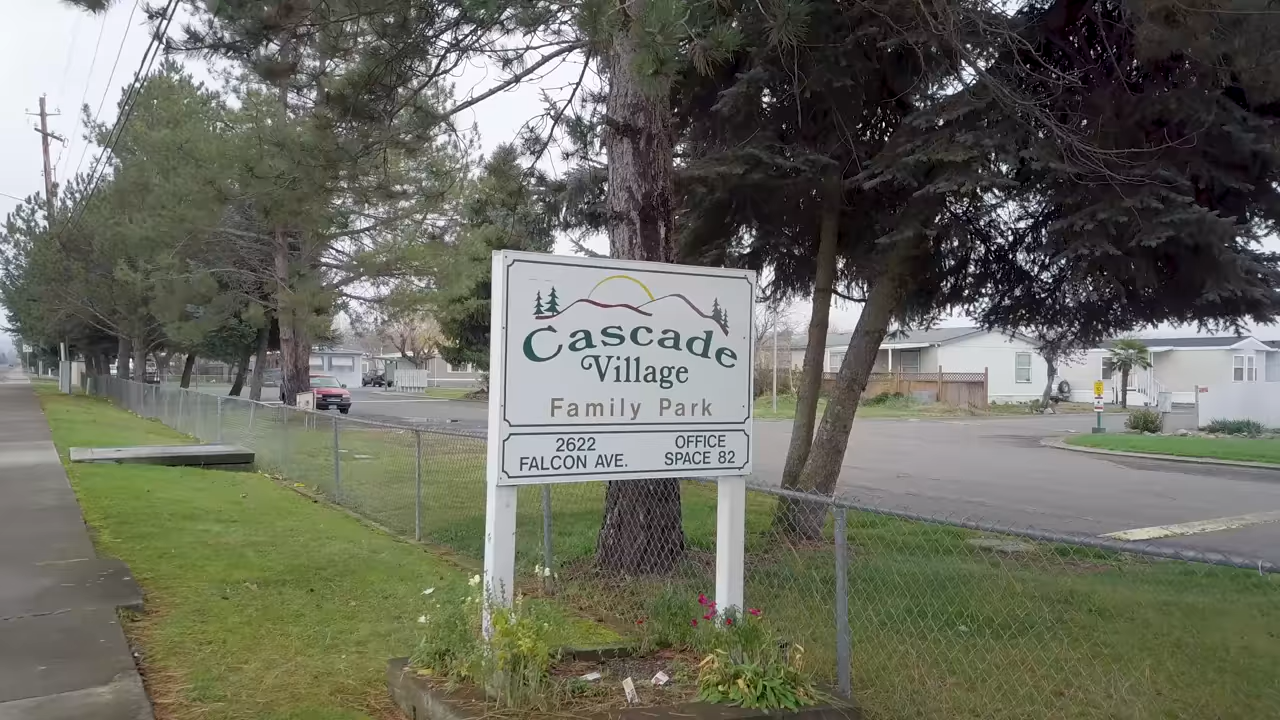 Cascade
Village
Family Park
2622 OFFICE
FALCON AVE. SPACE 82